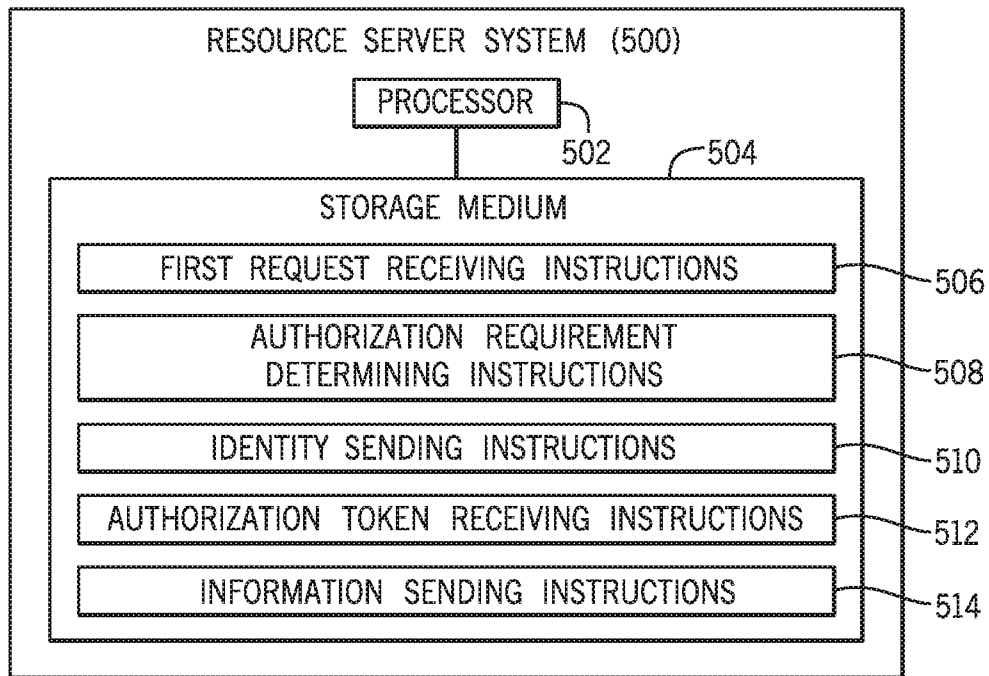 RESOURCE SERVER SYSTEM (500)
PROCESSOR
502
504
STORAGE MEDIUM
FIRST REQUEST RECEIVING INSTRUCTIONS
506
AUTHORIZATION REQUIREMENT
DETERMINING INSTRUCTIONS
508
IDENTITY SENDING INSTRUCTIONS
510
AUTHORIZATION TOKEN RECEIVING INSTRUCTIONS
512
INFORMATION SENDING INSTRUCTIONS
514